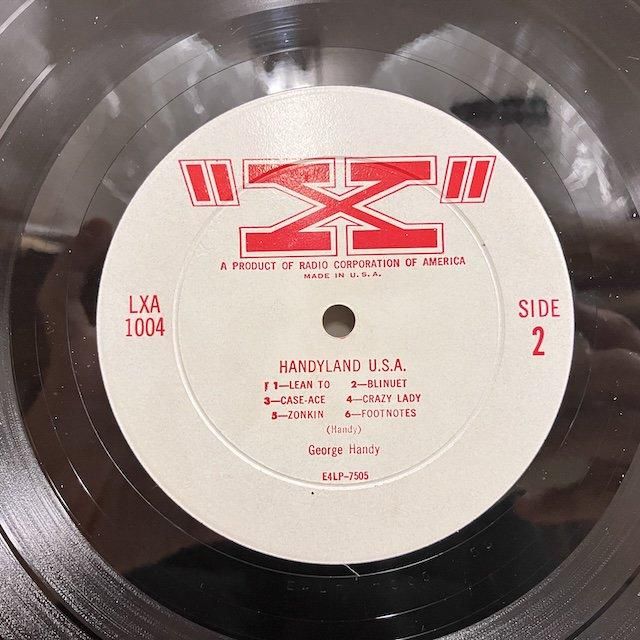 "X"
A PRODUCT OF RADIO CORPORATION OF AMERICA
MADE IN U.S.A.
LXA
1004
SIDE
2
HANDYLAND U.S.A.
1—LEAN TO 2—BLINUET
3—CASE-ACE 4—CRAZY LADY
5—ZONKIN 6—FOOTNOTES
(Handy)
George Handy
E4LP-7505